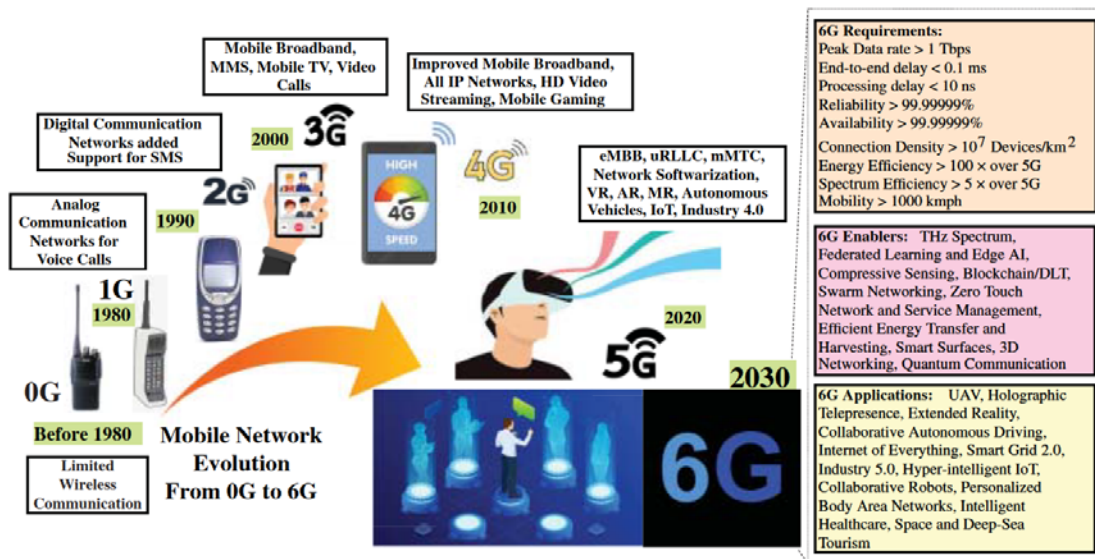 Mobile Broadband,
MMS, Mobile TV, Video
Calls
Improved Mobile Broadband,
All IP Networks, HD Video
Streaming, Mobile Gaming
Digital Communication
Networks added
Support for SMS
2000
3G
2G
HIGH
4G
SPEED
4G
2010
eMBB, uRLLC, mMTC,
Network Softwarization,
VR, AR, MR, Autonomous
Vehicles, IoT, Industry 4.0
Analog
Communication
Networks for
Voice Calls
1990
1G
1980
0G
Before 1980
Limited
Wireless
Communication
Mobile Network
Evolution
From 0G to 6G
2020
5G
2030
6G
6G Requirements:
Peak Data rate > 1 Tbps
End-to-end delay < 0.1 ms
Processing delay < 10 ns
Reliability > 99.99999%
Availability > 99.99999%
Connection Density > 10⁷ Devices/km²
Energy Efficiency > 100 × over 5G
Spectrum Efficiency > 5 × over 5G
Mobility > 1000 kmph
6G Enablers: THz Spectrum,
Federated Learning and Edge AI,
Compressive Sensing, Blockchain/DLT,
Swarm Networking, Zero Touch
Network and Service Management,
Efficient Energy Transfer and
Harvesting, Smart Surfaces, 3D
Networking, Quantum Communication
6G Applications: UAV, Holographic
Telepresence, Extended Reality,
Collaborative Autonomous Driving,
Internet of Everything, Smart Grid 2.0,
Industry 5.0, Hyper-intelligent IoT,
Collaborative Robots, Personalized
Body Area Networks, Intelligent
Healthcare, Space and Deep-Sea
Tourism